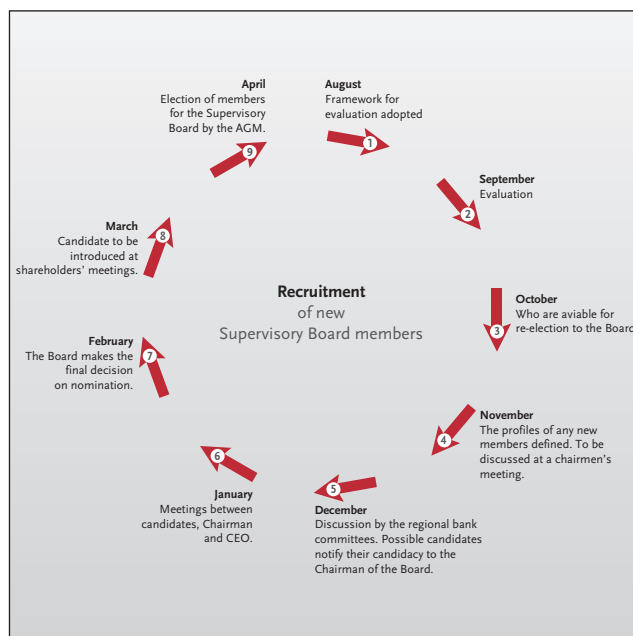 Recruitment
of new
Supervisory Board members
August
Framework for
evaluation adopted
1
September
Evaluation
2
October
Who are aviable for
re-election to the Board
3
November
The profiles of any new
members defined. To be
discussed at a chairmen's
meeting.
4
December
Discussion by the regional bank
committees. Possible candidates
notify their candidacy to the
Chairman of the Board.
5
January
Meetings between
candidates, Chairman
and CEO.
6
February
The Board makes the
final decision
on nomination.
7
March
Candidate to be
introduced at
shareholders' meetings.
8
April
Election of members
for the Supervisory
Board by the AGM.
9